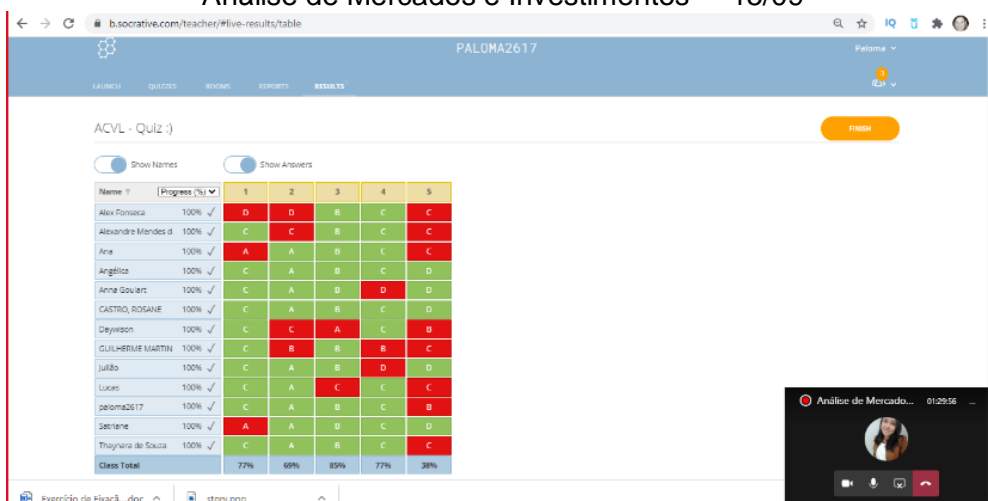 Análise de Mercados e Investimentos – 18/09
b.socrative.com/teacher/#live-results/table
IQ
PALOMA2617
Paloma
LAUNCH QUIZZES ROOMS REPORTS RESULTS
ACVL - Quiz :)
FINISH
Show Names Show Answers
Name Progress (%) 1 2 3 4 5
Alex Fonseca 100% D D B C C
Alexandre Mendes d 100% C C B C C
Ana 100% A A B C C
Angélica 100% C A B C D
Anna Goulart 100% C A B D D
CASTRO, ROSANE 100% C A B C D
Deywison 100% C C A C B
GUILHERME MARTIN 100% C B B B C
Julião 100% C A B D D
Lucas 100% C A C C C
paloma2617 100% C A B C B
Satriane 100% A A B C D
Thaynara de Souza 100% C A B C C
Class Total 77% 69% 85% 77% 38%
Análise de Mercado... 01:29:56 ...
Exercício de Fixaçã....doc story.png